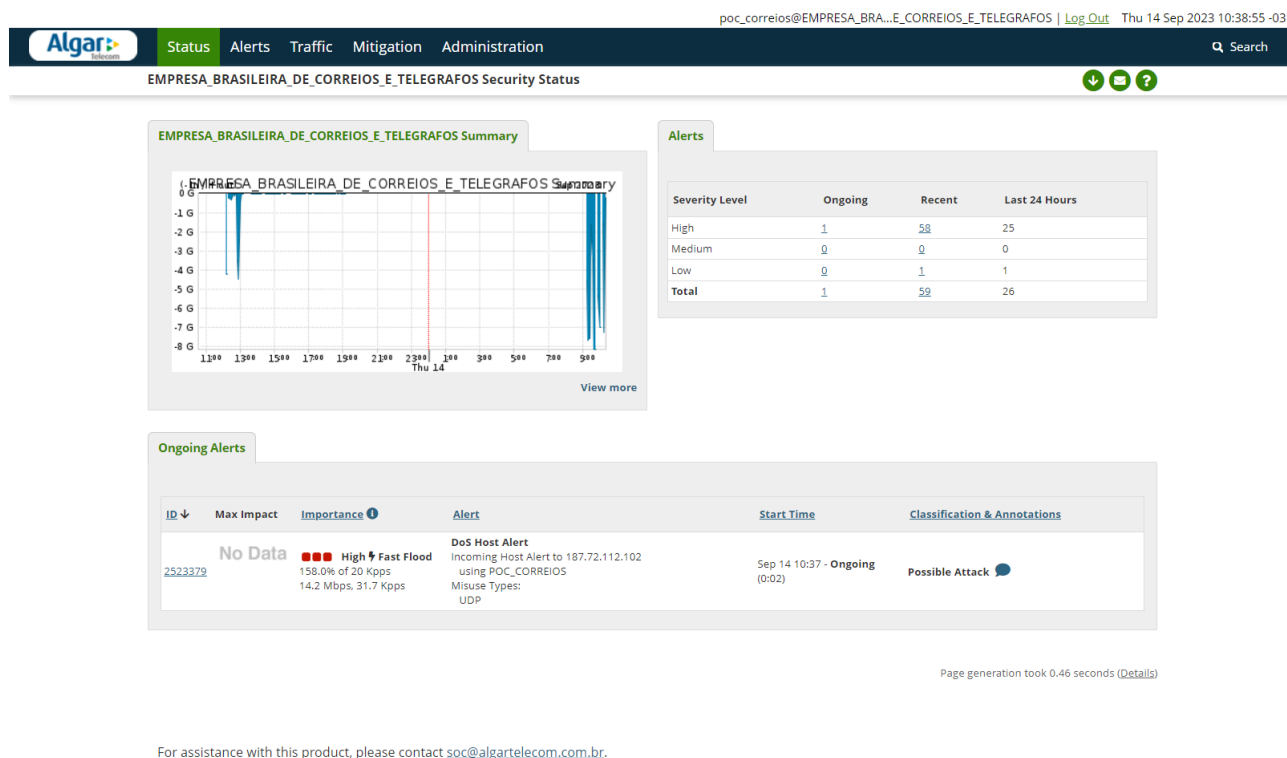 poc_correios@EMPRESA_BRA...E_CORREIOS_E_TELEGRAFOS | Log Out Thu 14 Sep 2023 10:38:55 -03
Algar Telecom Status Alerts Traffic Mitigation Administration Search
EMPRESA_BRASILEIRA_DE_CORREIOS_E_TELEGRAFOS Security Status
EMPRESA_BRASILEIRA_DE_CORREIOS_E_TELEGRAFOS Summary
EMPRESA_BRASILEIRA_DE_CORREIOS_E_TELEGRAFOS Summary
0 G
-1 G
-2 G
-3 G
-4 G
-5 G
-6 G
-7 G
-8 G
11:00 13:00 15:00 17:00 19:00 21:00 23:00 1:00 3:00 5:00 7:00 9:00
Thu 14
View more
Alerts
Severity Level Ongoing Recent Last 24 Hours
High 1 58 25
Medium 0 0 0
Low 0 1 1
Total 1 59 26
Ongoing Alerts
ID Max Impact Importance Alert Start Time Classification & Annotations
2523379
No Data
High Fast Flood
158.0% of 20 Kpps
14.2 Mbps, 31.7 Kpps
DoS Host Alert
Incoming Host Alert to 187.72.112.102
using POC_CORREIOS
Misuse Types:
UDP
Sep 14 10:37 - Ongoing
(0:02)
Possible Attack
Page generation took 0.46 seconds (Details)
For assistance with this product, please contact soc@algartelecom.com.br.